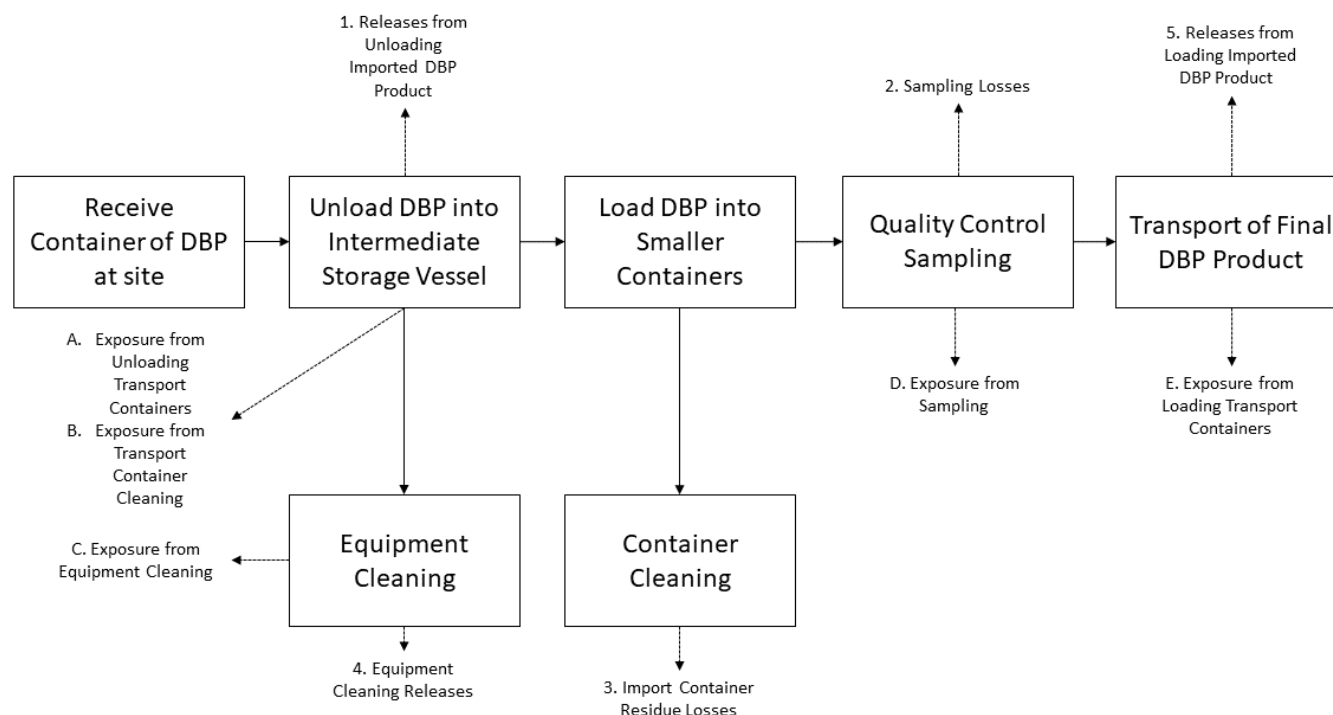 1. Releases from
Unloading
Imported DBP
Product
2. Sampling Losses
5. Releases from
Loading Imported
DBP Product
Receive
Container of DBP
at site
Unload DBP into
Intermediate
Storage Vessel
Load DBP into
Smaller
Containers
Quality Control
Sampling
Transport of Final
DBP Product
A. Exposure from
Unloading
Transport
Containers
B. Exposure from
Transport
Container
Cleaning
D. Exposure from
Sampling
E. Exposure from
Loading Transport
Containers
C. Exposure from
Equipment Cleaning
Equipment
Cleaning
Container
Cleaning
4. Equipment
Cleaning Releases
3. Import Container
Residue Losses